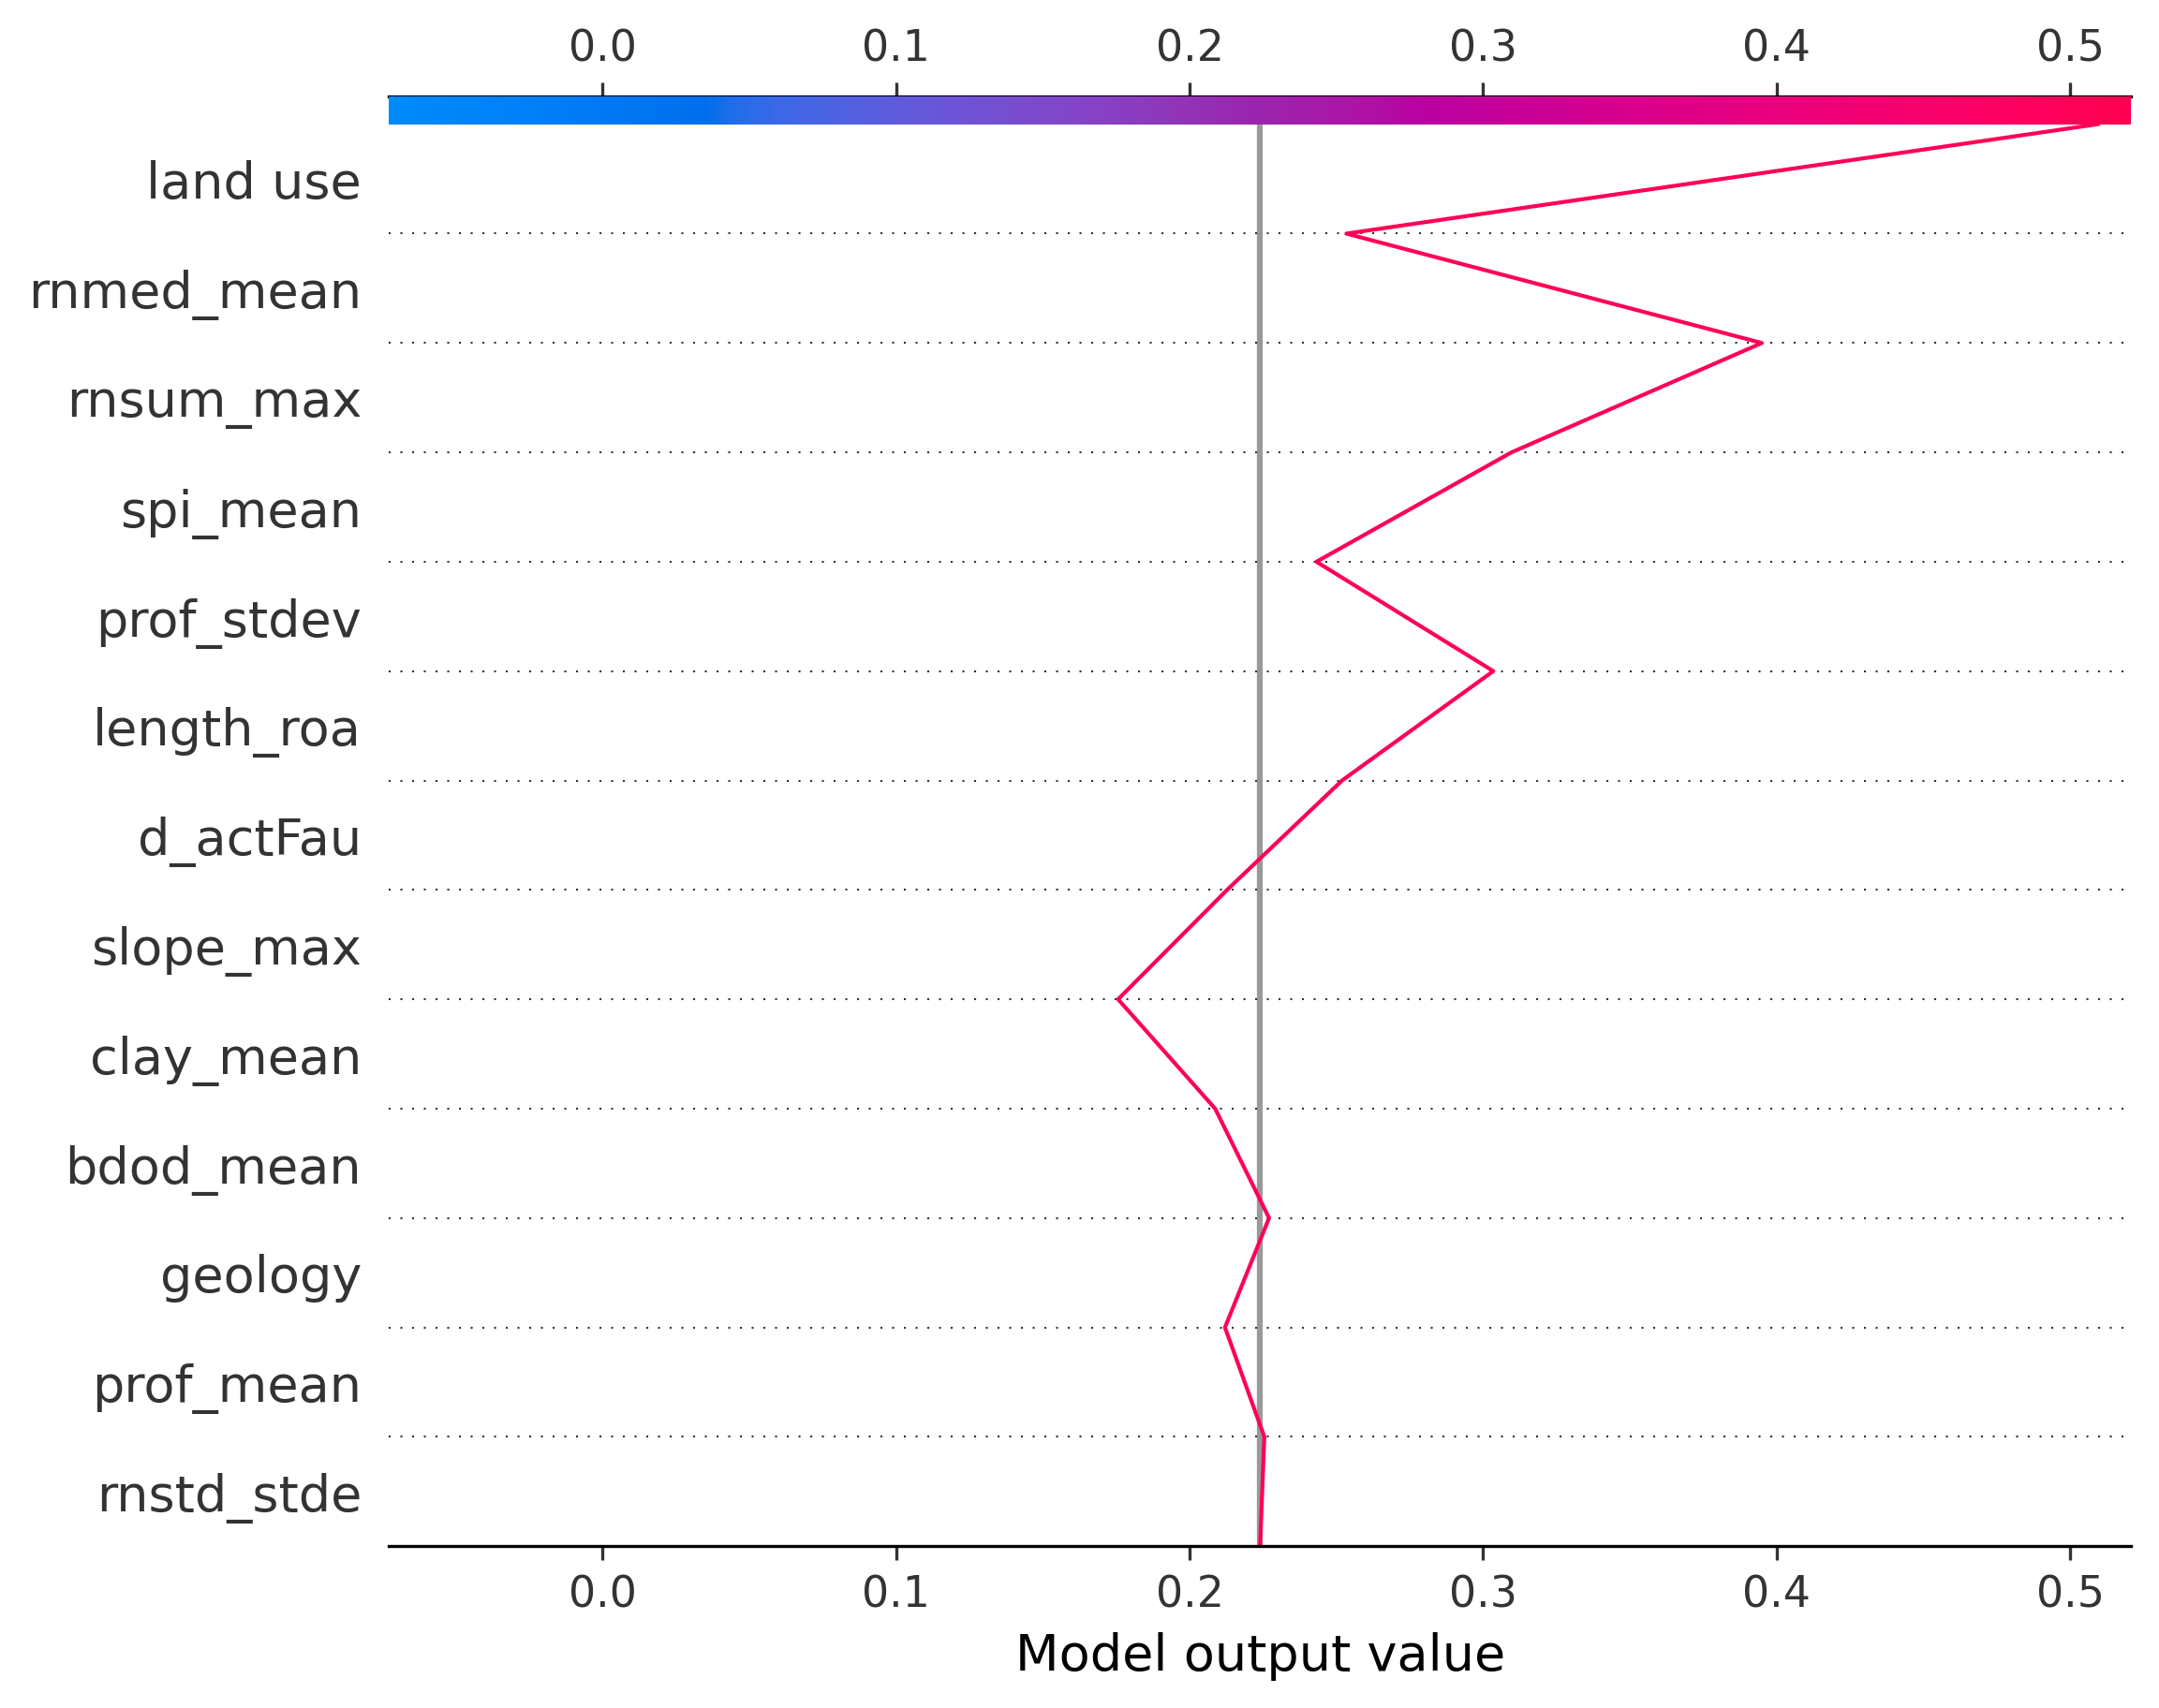 0.0 0.1 0.2 0.3 0.4 0.5
land use
rnmed_mean
rnsum_max
spi_mean
prof_stdev
length_roa
d_actFau
slope_max
clay_mean
bdod_mean
geology
prof_mean
rnstd_stde
0.0 0.1 0.2 0.3 0.4 0.5
Model output value